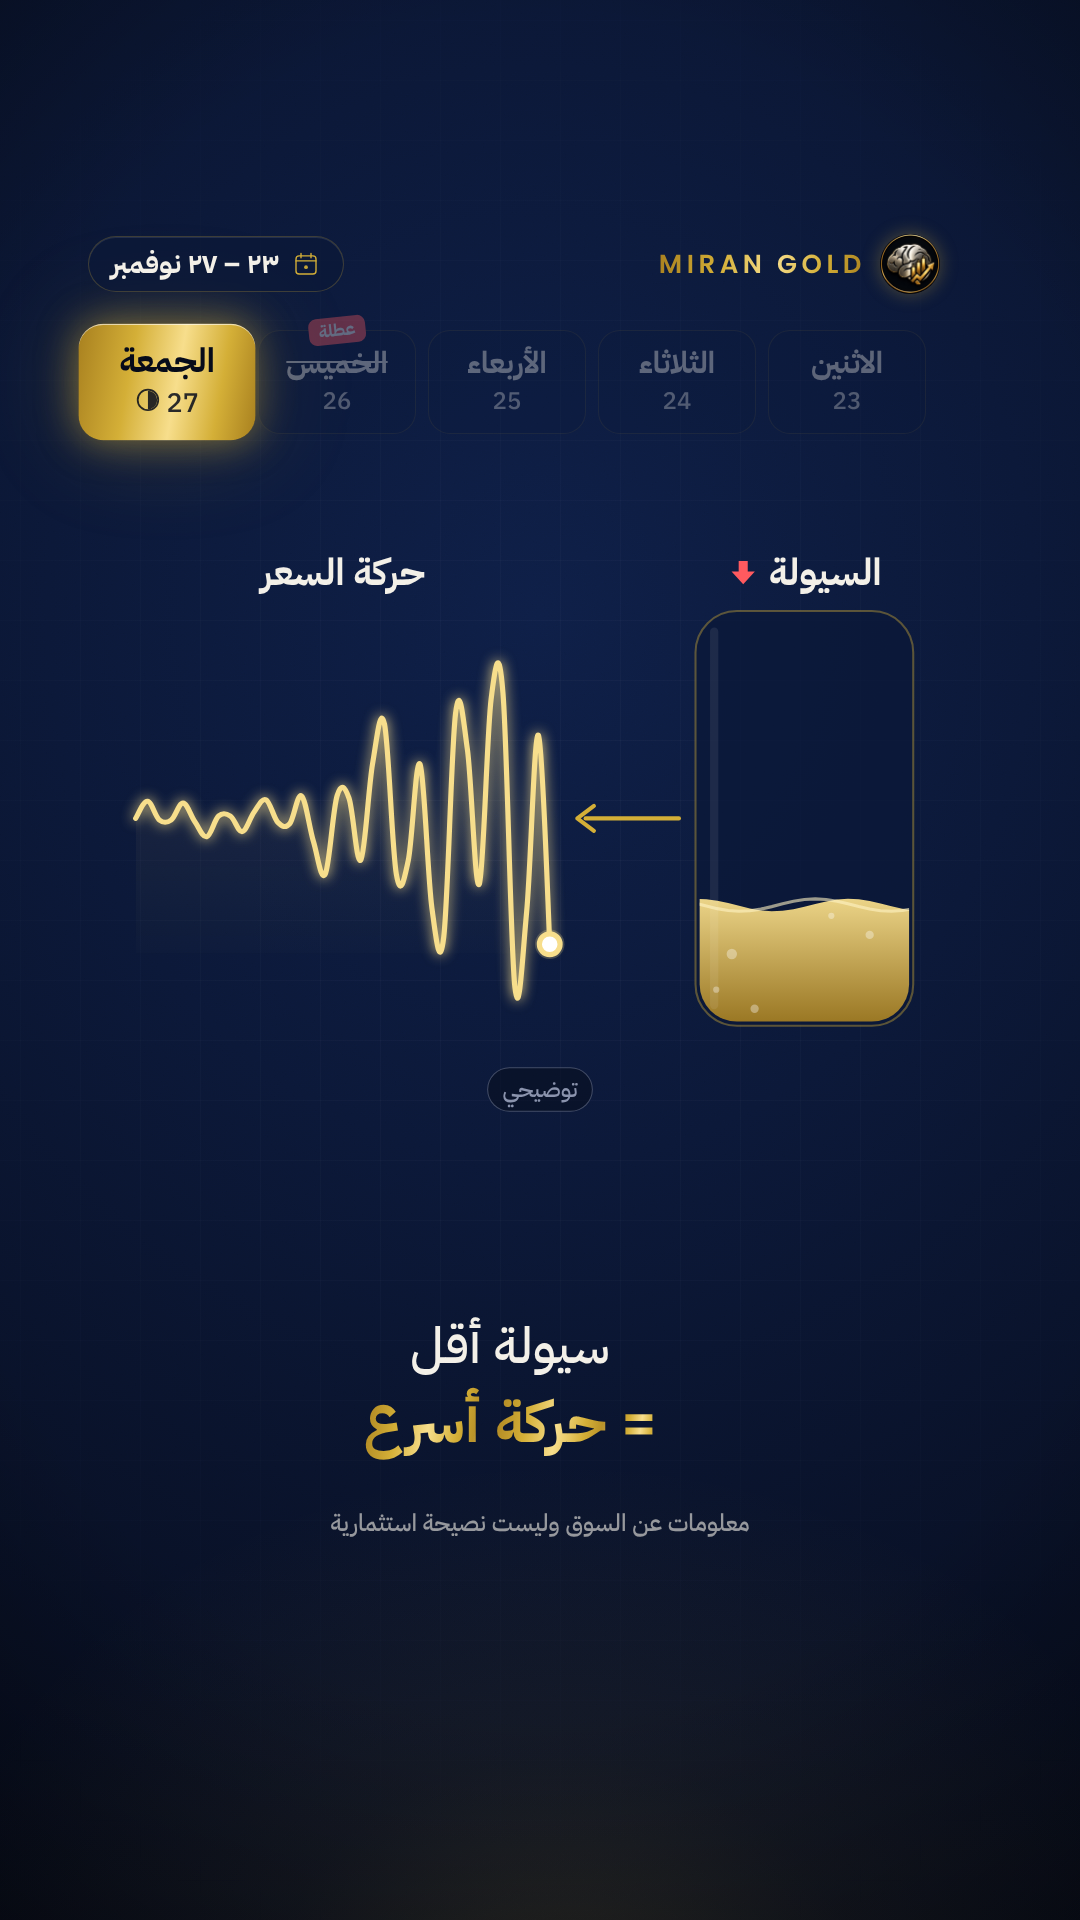 MIRAN GOLD
٢٣ – ٢٧ نوفمبر
الاثنين
23
الثلاثاء
24
الأربعاء
25
عطلة
الخميس
26
الجمعة
27
السيولة
حركة السعر
توضيحي
سيولة أقل
= حركة أسرع
معلومات عن السوق وليست نصيحة استثمارية